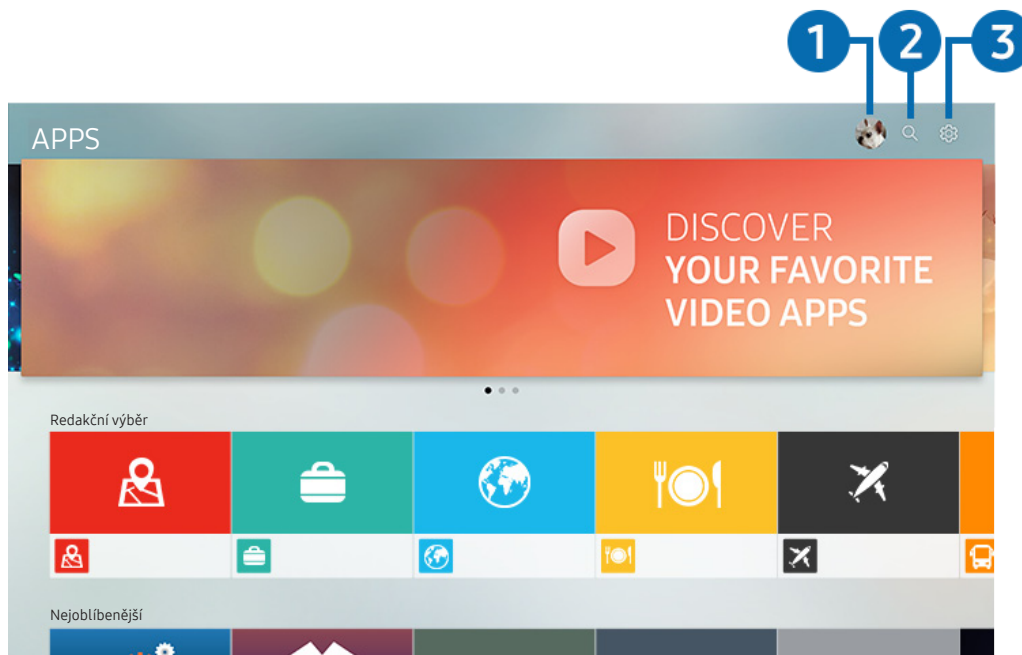 1 2 3
APPS
DISCOVER
YOUR FAVORITE
VIDEO APPS
Redakční výběr
Nejoblíbenější